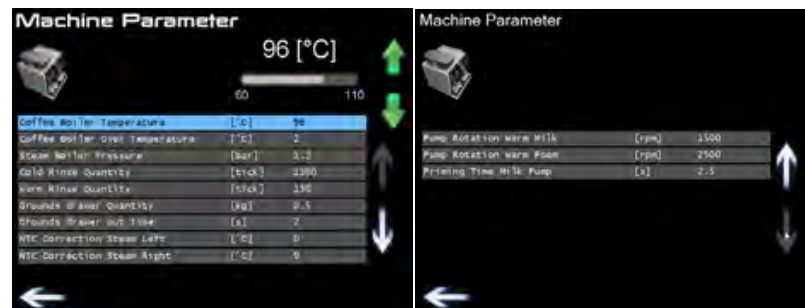 Machine Parameter
96 [°C]
60 110
Coffee Boiler Temperature [°C] 96
Coffee Boiler Over Temperature [°C] 2
Steam Boiler Pressure [bar] 1.2
Cold Rinse Quantity [tick]
Warm Rinse Quantity [tick] 150
Grounds drawer Quantity [kg] 0.5
Grounds drawer out time [s] 2
NTC Correction Steam Left [°C] 0
NTC Correction Steam Right [°C] 0
Machine Parameter
Pump Rotation Warm Milk [rpm] 1500
Pump Rotation Warm Foam [rpm] 2500
Priming Time Milk Pump [s] 2.5